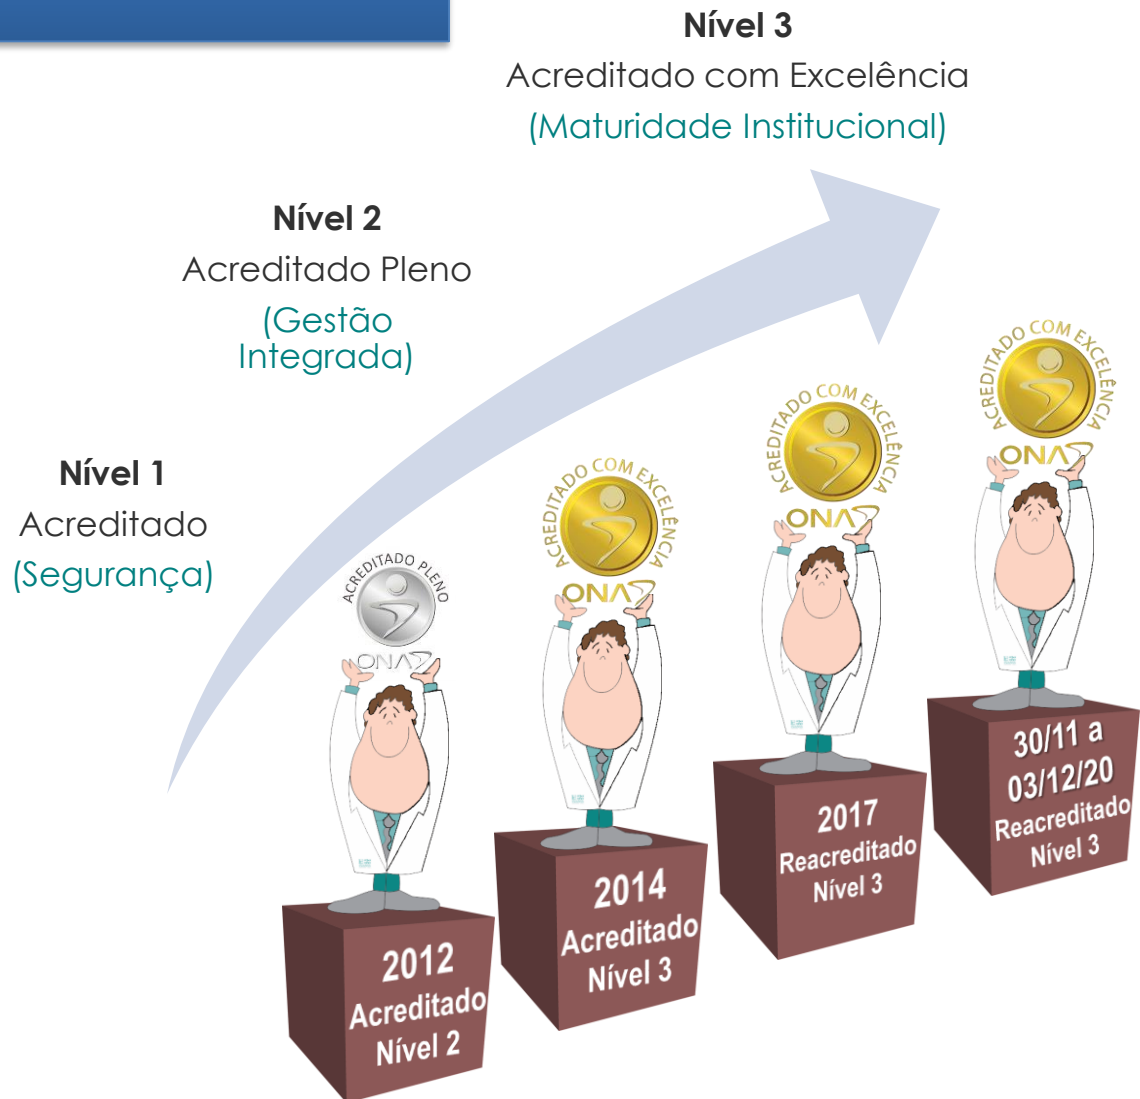 Nível 3
Acreditado com Excelência
(Maturidade Institucional)
Nível 2
Acreditado Pleno
(Gestão
Integrada)
Nível 1
Acreditado
(Segurança)
ACREDITADO PLENO
ONA
2012
Acreditado
Nível 2
ACREDITADO COM EXCELÊNCIA
ONA
2014
Acreditado
Nível 3
ACREDITADO COM EXCELÊNCIA
ONA
2017
Reacreditado
Nível 3
ACREDITADO COM EXCELÊNCIA
ONA
30/11 a
03/12/20
Reacreditado
Nível 3